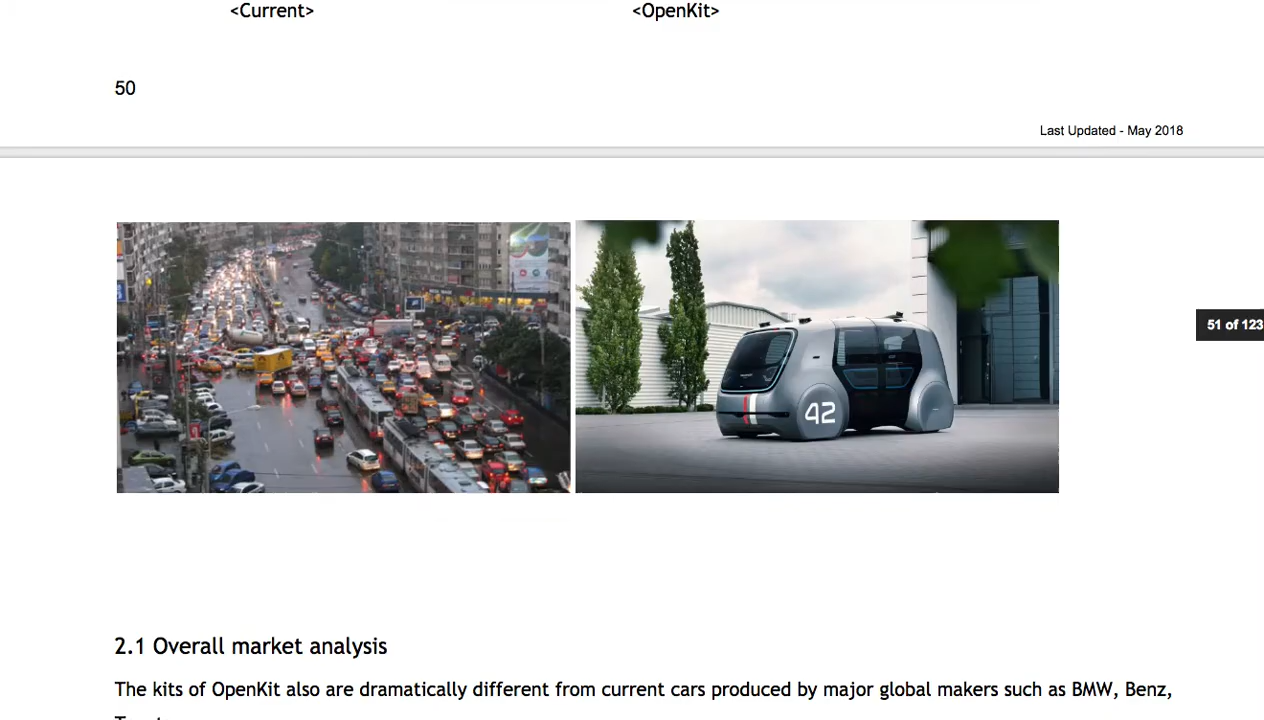 <Current> <OpenKit>
50
Last Updated - May 2018
42
51 of 123
2.1 Overall market analysis
The kits of OpenKit also are dramatically different from current cars produced by major global makers such as BMW, Benz,